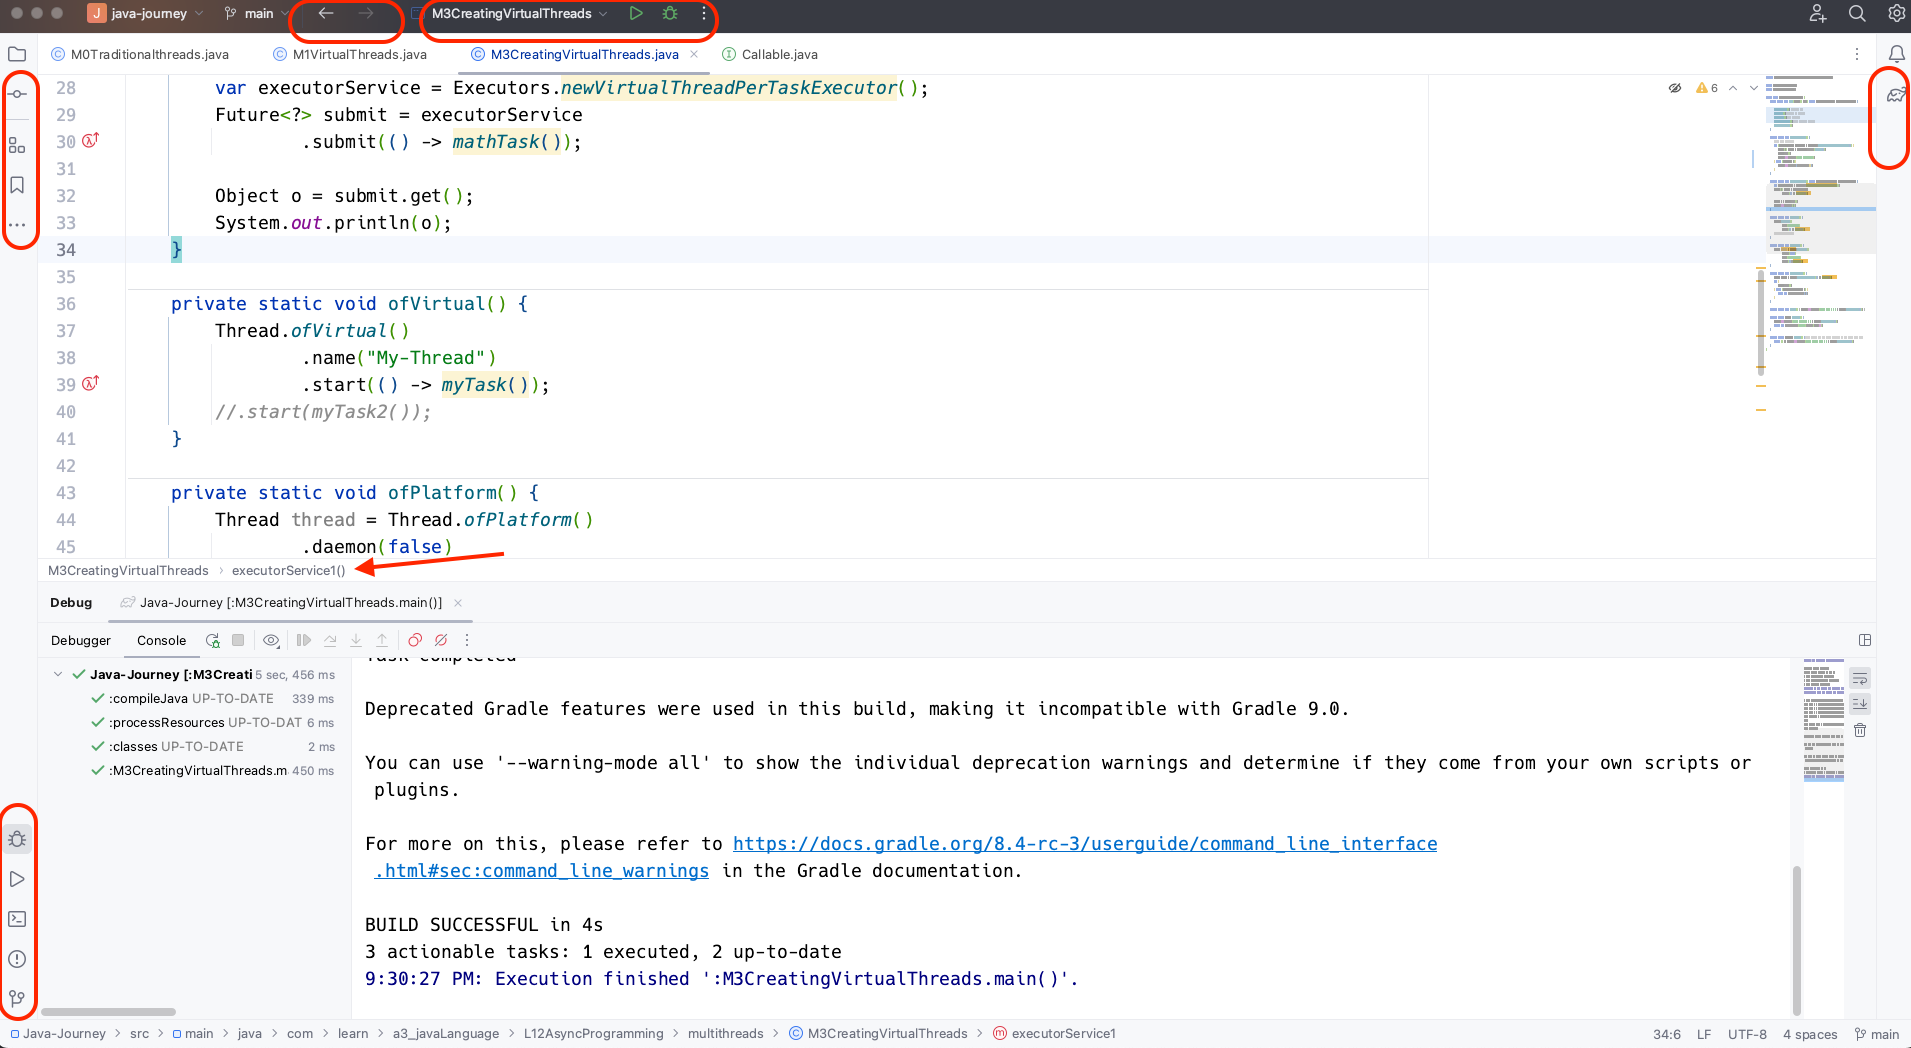 J java-journey main M3CreatingVirtualThreads
M0Traditionalthreads.java M1VirtualThreads.java M3CreatingVirtualThreads.java Callable.java
28 var executorService = Executors.newVirtualThreadPerTaskExecutor(); 6
29 Future<?> submit = executorService
30 .submit(() -> mathTask());
31
32 Object o = submit.get();
33 System.out.println(o);
34 }
35
36 private static void ofVirtual() {
37 Thread.ofVirtual()
38 .name("My-Thread")
39 .start(() -> myTask());
40 //.start(myTask2());
41 }
42
43 private static void ofPlatform() {
44 Thread thread = Thread.ofPlatform()
45 .daemon(false)
M3CreatingVirtualThreads › executorService1()
Debug Java-Journey [:M3CreatingVirtualThreads.main()]
Debugger Console
Java-Journey [:M3Creati 5 sec, 456 ms
:compileJava UP-TO-DATE 339 ms
:processResources UP-TO-DAT 6 ms
:classes UP-TO-DATE 2 ms
:M3CreatingVirtualThreads.m 450 ms
Task completed
Deprecated Gradle features were used in this build, making it incompatible with Gradle 9.0.
You can use '--warning-mode all' to show the individual deprecation warnings and determine if they come from your own scripts or
plugins.
For more on this, please refer to https://docs.gradle.org/8.4-rc-3/userguide/command_line_interface
.html#sec:command_line_warnings in the Gradle documentation.
BUILD SUCCESSFUL in 4s
3 actionable tasks: 1 executed, 2 up-to-date
9:30:27 PM: Execution finished ':M3CreatingVirtualThreads.main()'.
Java-Journey › src › main › java › com › learn › a3_javaLanguage › L12AsyncProgramming › multithreads › M3CreatingVirtualThreads › executorService1 34:6 LF UTF-8 4 spaces main